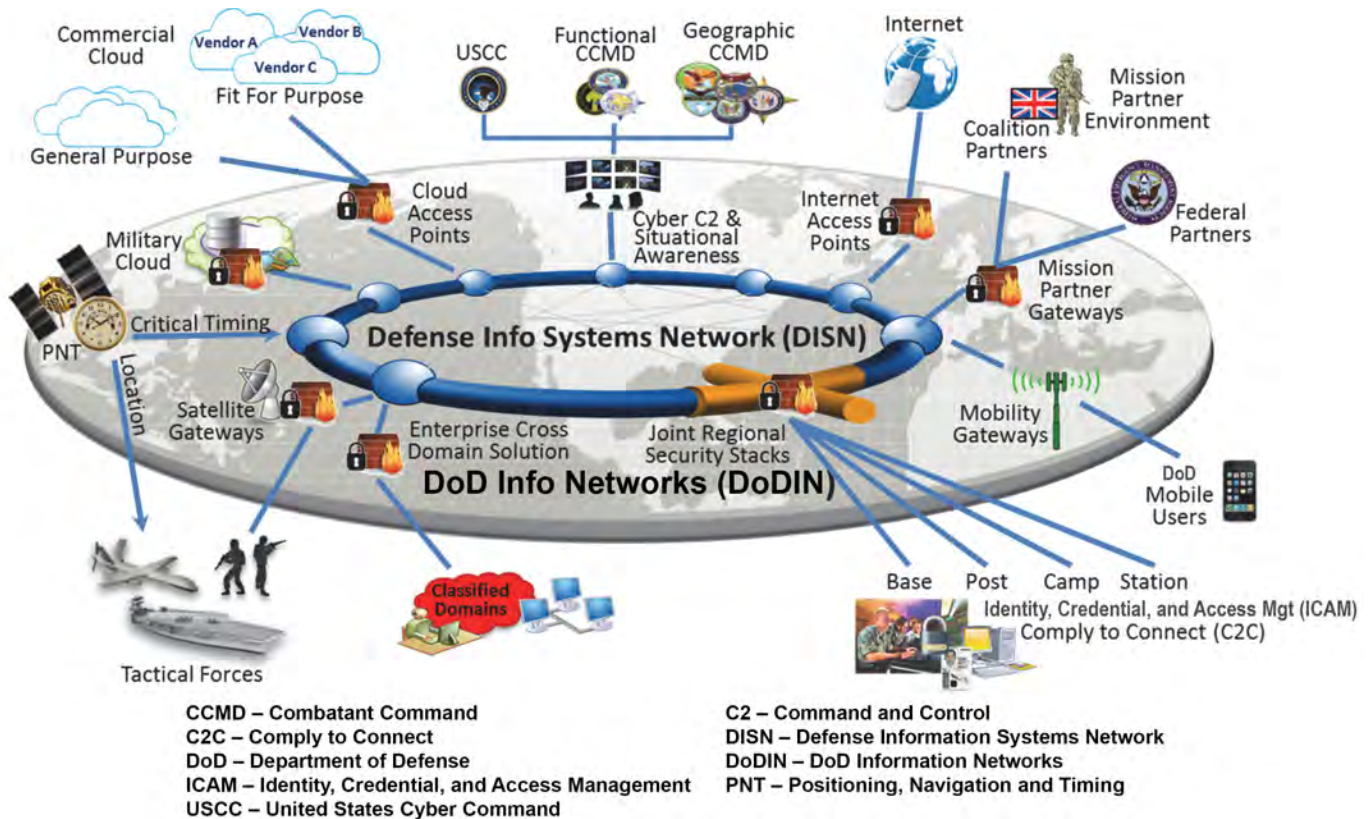 Commercial
Cloud
Vendor A
Vendor B
Vendor C
Fit For Purpose
General Purpose
USCC
Functional
CCMD
Geographic
CCMD
Internet
Mission
Partner
Environment
Coalition
Partners
Federal
Partners
Cloud
Access
Points
Cyber C2 &
Situational
Awareness
Internet
Access
Points
Military
Cloud
Mission
Partner
Gateways
PNT
Critical Timing
Location
Defense Info Systems Network (DISN)
Satellite
Gateways
Enterprise Cross
Domain Solution
Joint Regional
Security Stacks
Mobility
Gateways
DoD Info Networks (DoDIN)
DoD
Mobile
Users
Tactical Forces
Classified
Domains
Base Post Camp Station
Identity, Credential, and Access Mgt (ICAM)
Comply to Connect (C2C)
CCMD – Combatant Command
C2C – Comply to Connect
DoD – Department of Defense
ICAM – Identity, Credential, and Access Management
USCC – United States Cyber Command
C2 – Command and Control
DISN – Defense Information Systems Network
DoDIN – DoD Information Networks
PNT – Positioning, Navigation and Timing